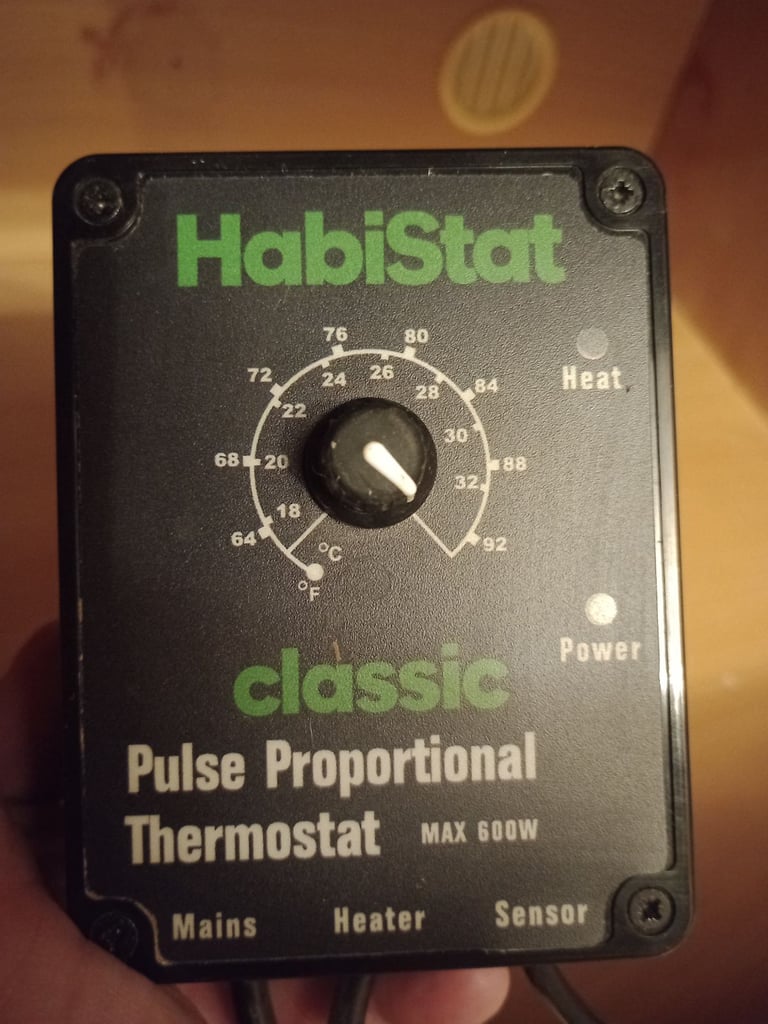 HabiStat
76 80
72 24 26 28 84
22 30
68 20 32 88
64 18 92
°C
°F
Heat
Power
classic
Pulse Proportional
Thermostat MAX 600W
Mains Heater Sensor